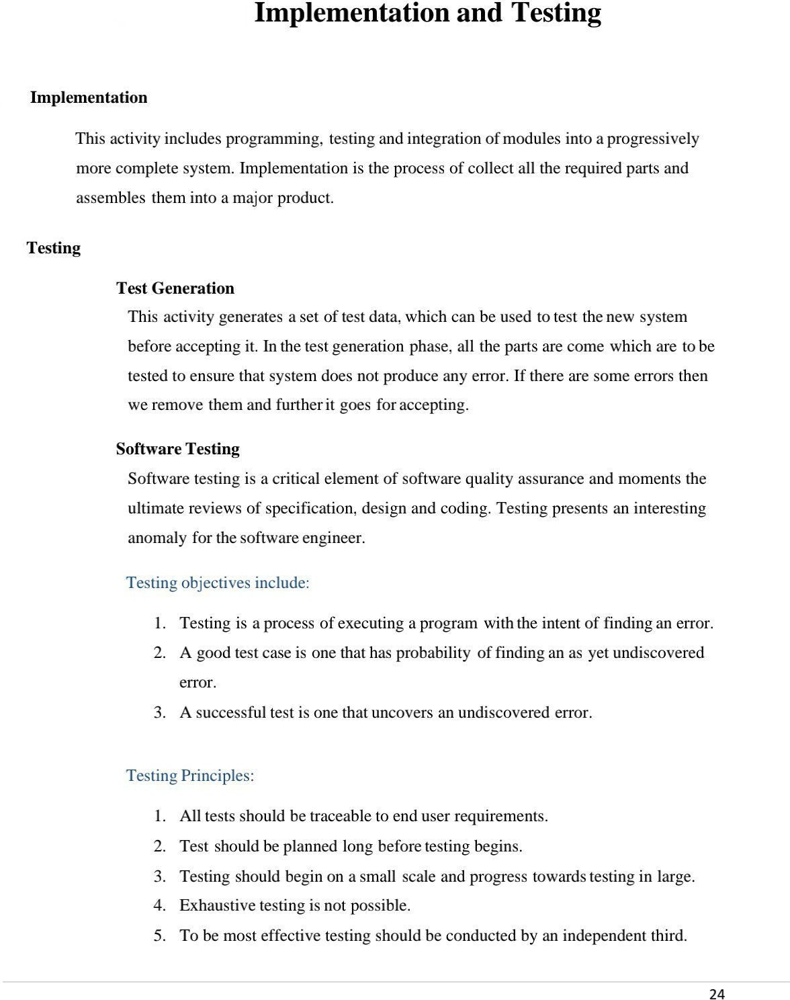 Implementation and Testing
Implementation
This activity includes programming, testing and integration of modules into a progressively
more complete system. Implementation is the process of collect all the required parts and
assembles them into a major product.
Testing
Test Generation
This activity generates a set of test data, which can be used to test the new system
before accepting it. In the test generation phase, all the parts are come which are to be
tested to ensure that system does not produce any error. If there are some errors then
we remove them and further it goes for accepting.
Software Testing
Software testing is a critical element of software quality assurance and moments the
ultimate reviews of specification, design and coding. Testing presents an interesting
anomaly for the software engineer.
Testing objectives include:
1. Testing is a process of executing a program with the intent of finding an error.
2. A good test case is one that has probability of finding an as yet undiscovered
error.
3. A successful test is one that uncovers an undiscovered error.
Testing Principles:
1. All tests should be traceable to end user requirements.
2. Test should be planned long before testing begins.
3. Testing should begin on a small scale and progress towards testing in large.
4. Exhaustive testing is not possible.
5. To be most effective testing should be conducted by an independent third.
24